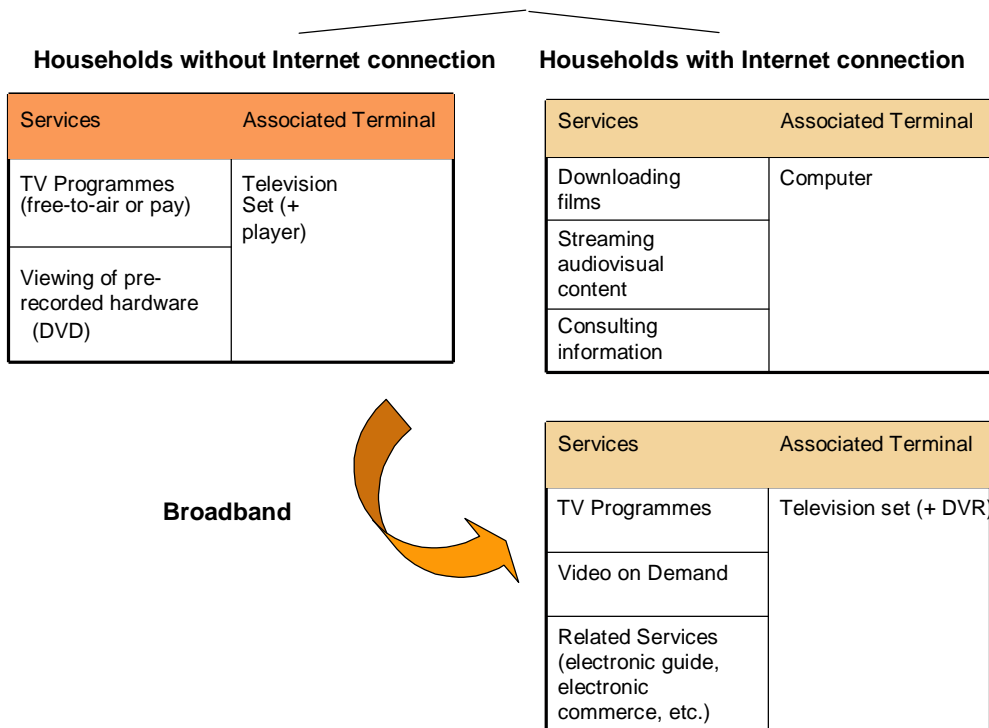 Households without Internet connection
Households with Internet connection
Services
Associated Terminal
TV Programmes
(free-to-air or pay)
Television
Set (+
player)
Viewing of pre-
recorded hardware
(DVD)
Services
Associated Terminal
Downloading
films
Computer
Streaming
audiovisual
content
Consulting
information
Broadband
Services
Associated Terminal
TV Programmes
Television set (+ DVR)
Video on Demand
Related Services
(electronic guide,
electronic
commerce, etc.)